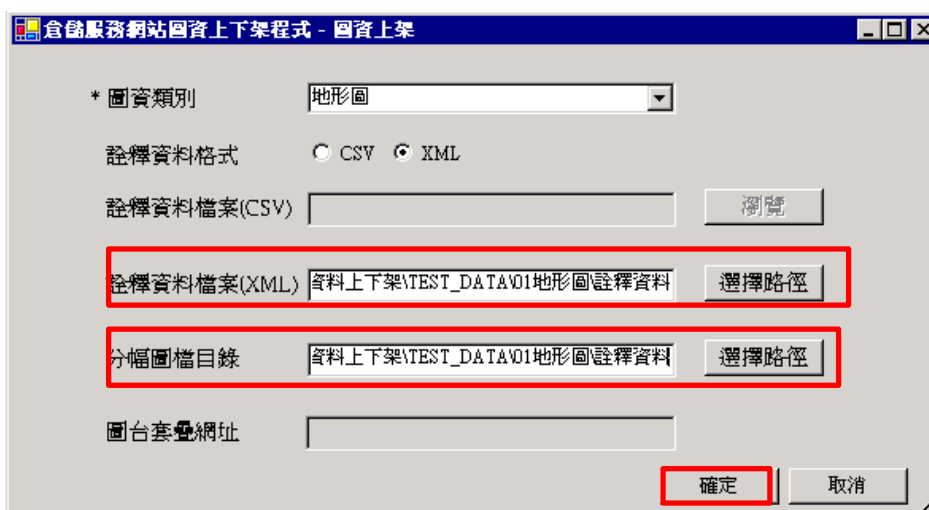 倉儲服務網站圖資上下架程式 - 圖資上架
* 圖資類別 地形圖
詮釋資料格式 CSV XML
詮釋資料檔案(CSV) 瀏覽
詮釋資料檔案(XML) 資料上下架\TEST_DATA\01地形圖\詮釋資料 選擇路徑
分幅圖檔目錄 資料上下架\TEST_DATA\01地形圖\詮釋資料 選擇路徑
圖台套疊網址
確定 取消